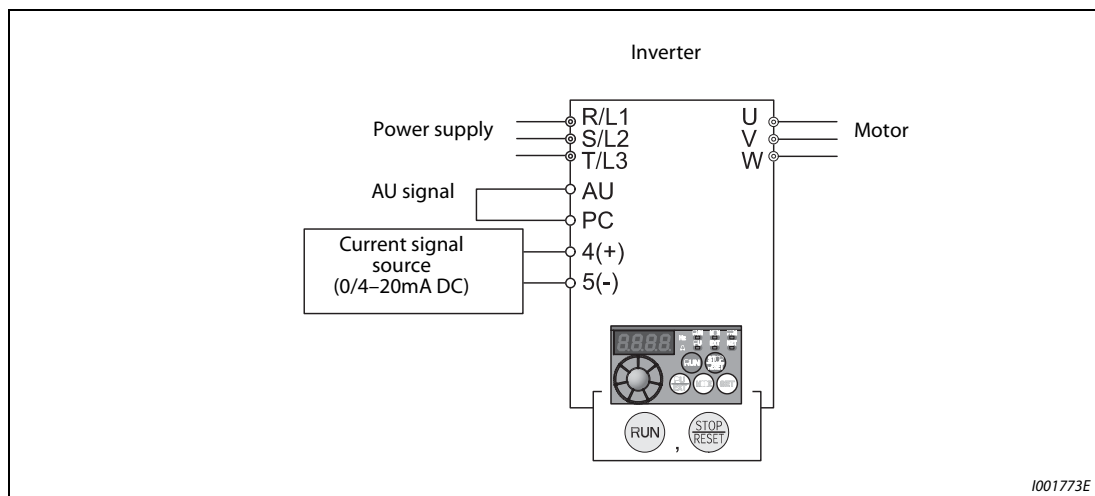 Inverter
R/L1
U
Power supply
S/L2
V
Motor
T/L3
W
AU signal
AU
PC
Current signal
source
(0/4–20mA DC)
4(+)
5(-)
RUN
RUN , STOP
RESET
I001773E